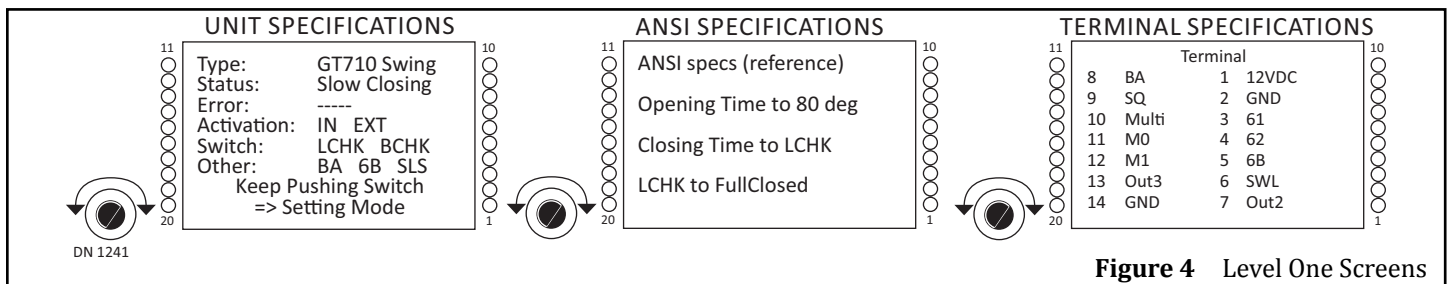 UNIT SPECIFICATIONS
11 10
Type: GT710 Swing
Status: Slow Closing
Error: -----
Activation: IN EXT
Switch: LCHK BCHK
Other: BA 6B SLS
Keep Pushing Switch
=> Setting Mode
20 1
DN 1241
ANSI SPECIFICATIONS
11 10
ANSI specs (reference)
Opening Time to 80 deg
Closing Time to LCHK
LCHK to FullClosed
20 1
TERMINAL SPECIFICATIONS
11 10
Terminal
8 BA 1 12VDC
9 SQ 2 GND
10 Multi 3 61
11 M0 4 62
12 M1 5 6B
13 Out3 6 SWL
14 GND 7 Out2
20 1
Figure 4 Level One Screens